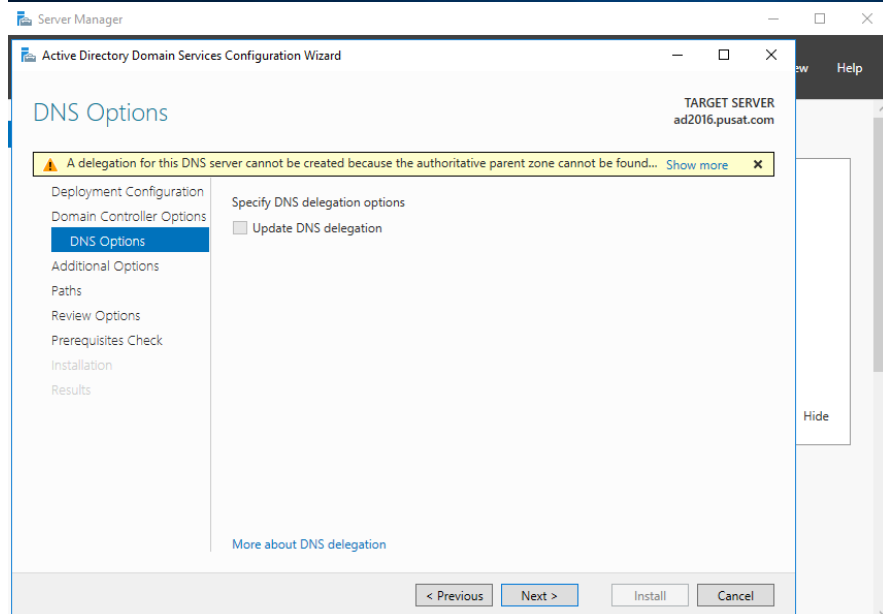 Server Manager
Active Directory Domain Services Configuration Wizard
ew Help
DNS Options
TARGET SERVER
ad2016.pusat.com
A delegation for this DNS server cannot be created because the authoritative parent zone cannot be found... Show more
Deployment Configuration
Domain Controller Options
DNS Options
Additional Options
Paths
Review Options
Prerequisites Check
Installation
Results
Specify DNS delegation options
Update DNS delegation
Hide
More about DNS delegation
< Previous Next > Install Cancel